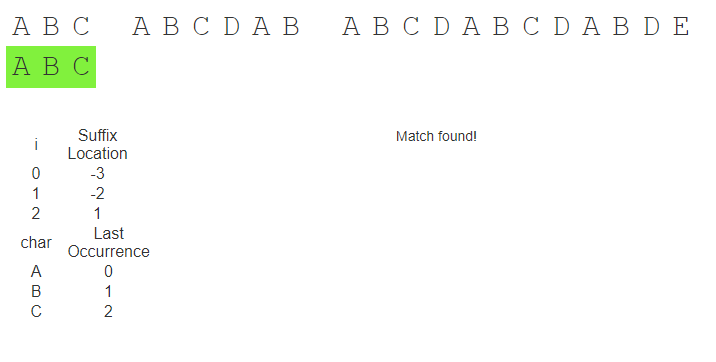 A B C   A B C D A B   A B C D A B C D A B D E
A B C
Match found!
i Suffix Location
0 -3
1 -2
2 1
char Last Occurrence
A 0
B 1
C 2